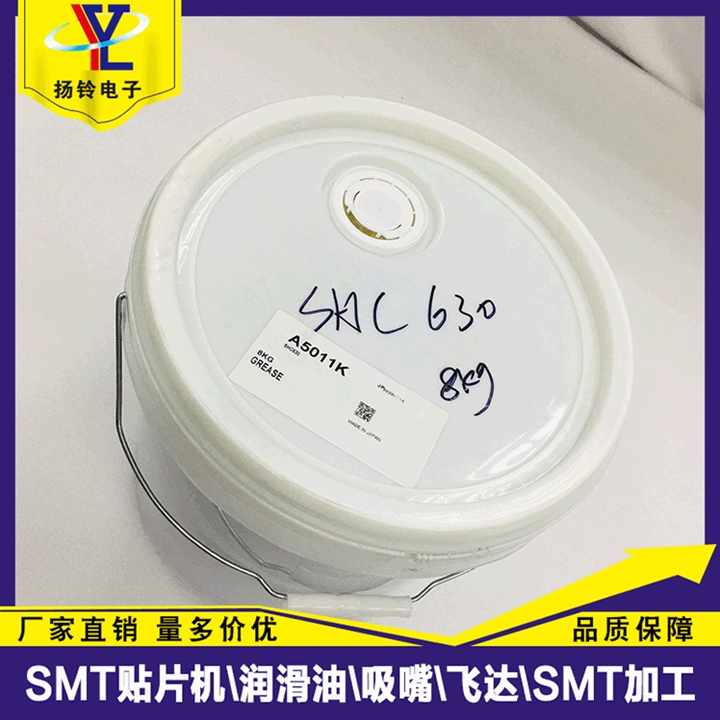 YL
扬铃电子
SHC 630
8kg
A5011K
SHC630
8KG
GREASE
MADE IN JAPAN
厂家直销 量多价优
品质保障
SMT贴片机\润滑油\吸嘴\飞达\SMT加工